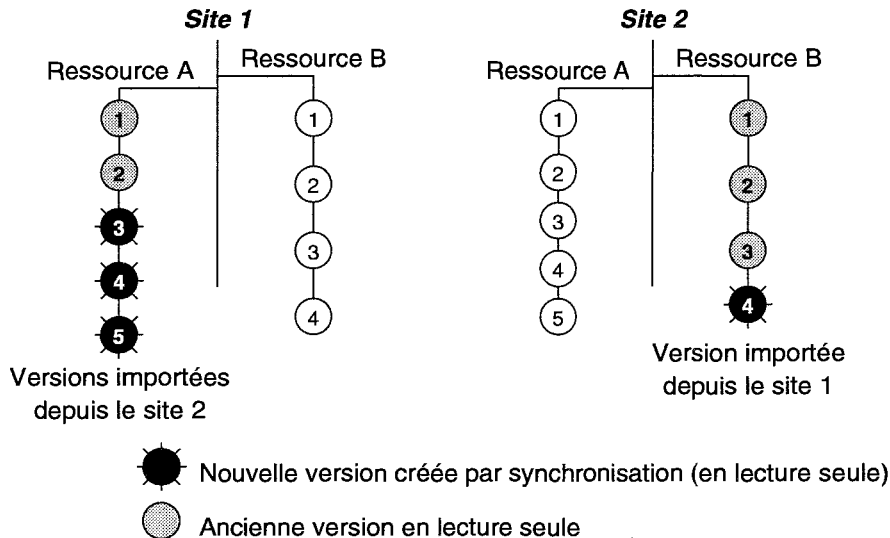 Site 1
Site 2
Ressource A
Ressource B
Ressource A
Ressource B
1
2
3
4
5
1
2
3
4
1
2
3
4
5
1
2
3
4
Versions importées
depuis le site 2
Version importée
depuis le site 1
Nouvelle version créée par synchronisation (en lecture seule)
Ancienne version en lecture seule